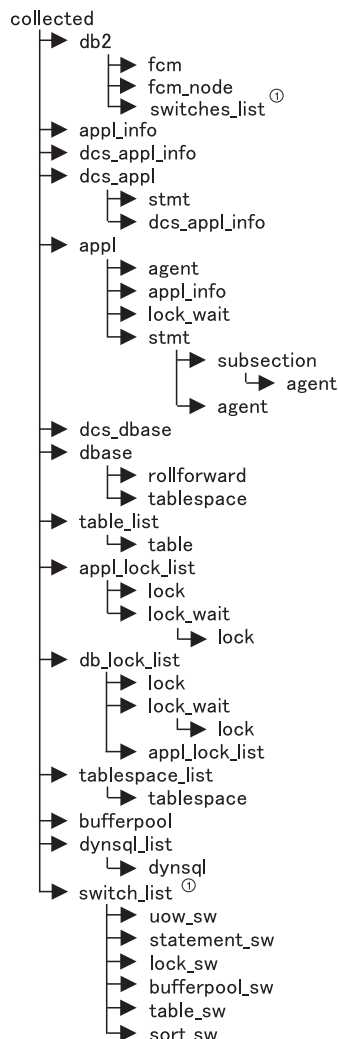 collected
db2
fcm
fcm_node
switches_list ①
appl_info
dcs_appl_info
dcs_appl
stmt
dcs_appl_info
appl
agent
appl_info
lock_wait
stmt
subsection
agent
agent
dcs_dbase
dbase
rollforward
tablespace
table_list
table
appl_lock_list
lock
lock_wait
lock
db_lock_list
lock
lock_wait
lock
appl_lock_list
tablespace_list
tablespace
bufferpool
dynsql_list
dynsql
switch_list ①
uow_sw
statement_sw
lock_sw
bufferpool_sw
table_sw
sort_sw